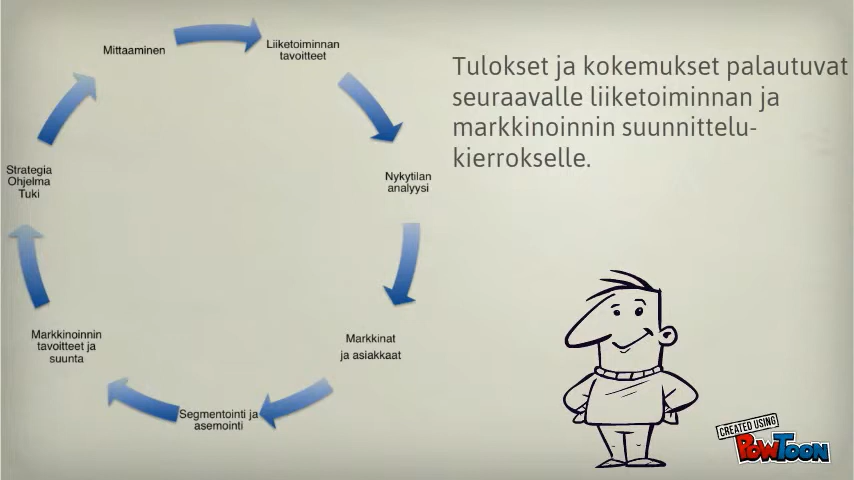 Mittaaminen
Liiketoiminnan
tavoitteet
Nykytilan
analyysi
Markkinat
ja asiakkaat
Segmentointi ja
asemointi
Markkinoinnin
tavoitteet ja
suunta
Strategia
Ohjelma
Tuki
Tulokset ja kokemukset palautuvat
seuraavalle liiketoiminnan ja
markkinoinnin suunnittelu-
kierrokselle.
CREATED USING
POWTOON